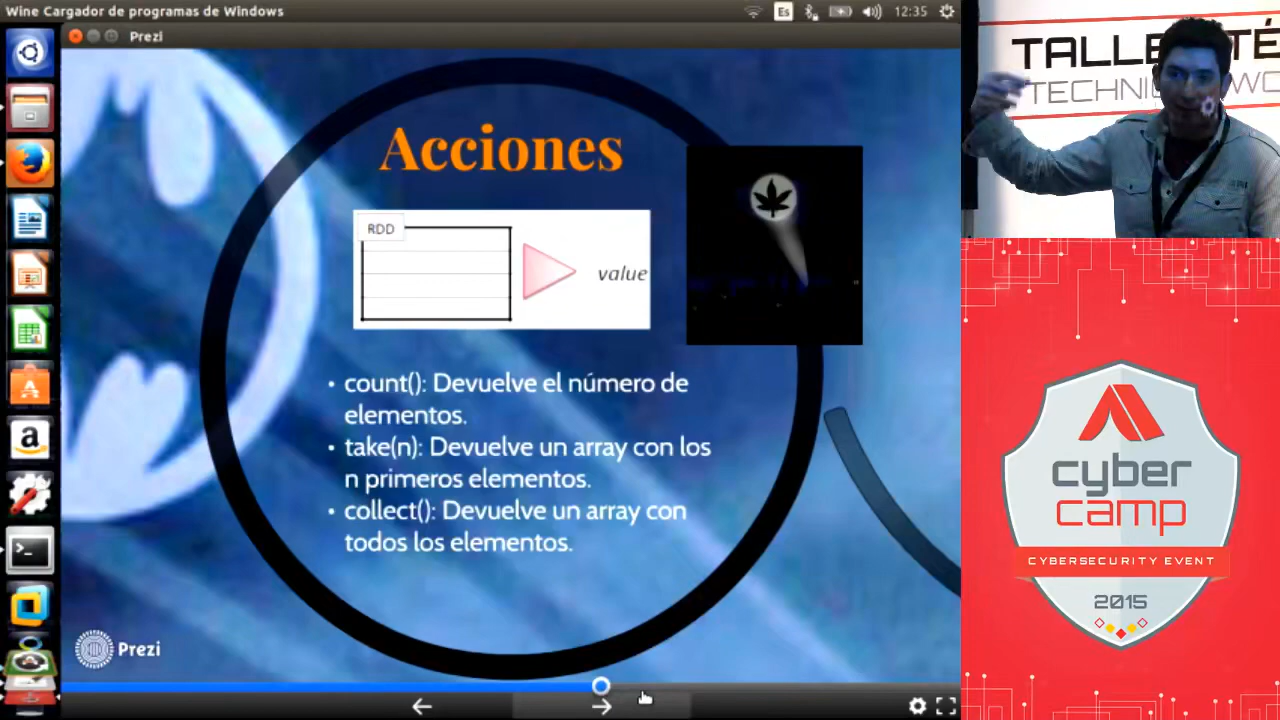 Wine Cargador de programas de Windows
Es
12:35
Prezi
Acciones
RDD
value
• count(): Devuelve el número de
elementos.
• take(n): Devuelve un array con los
n primeros elementos.
• collect(): Devuelve un array con
todos los elementos.
Prezi
cyber
camp
CYBERSECURITY EVENT
2015